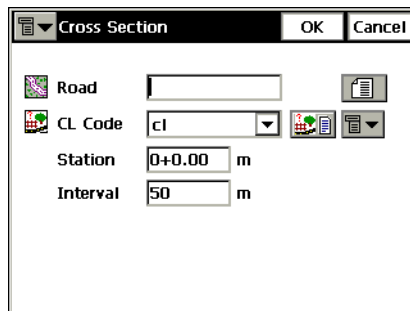 Cross Section OK Cancel
Road
CL Code cl
Station 0+0.00 m
Interval 50 m